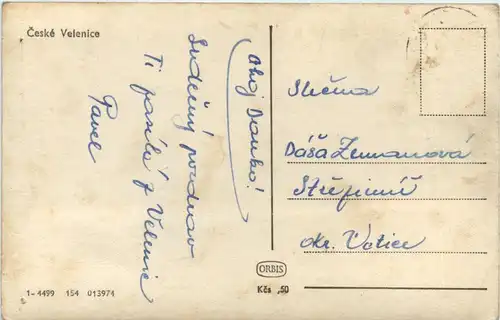 České Velenice
Ahoj Danko!
Srdečný pozdrav
Ti posílá z Velenic
Pavel
Slečna
Dáša Zemanová
Střezimíř
okr. Votice
ORBIS
Kčs ,50
1-4499 154 013974